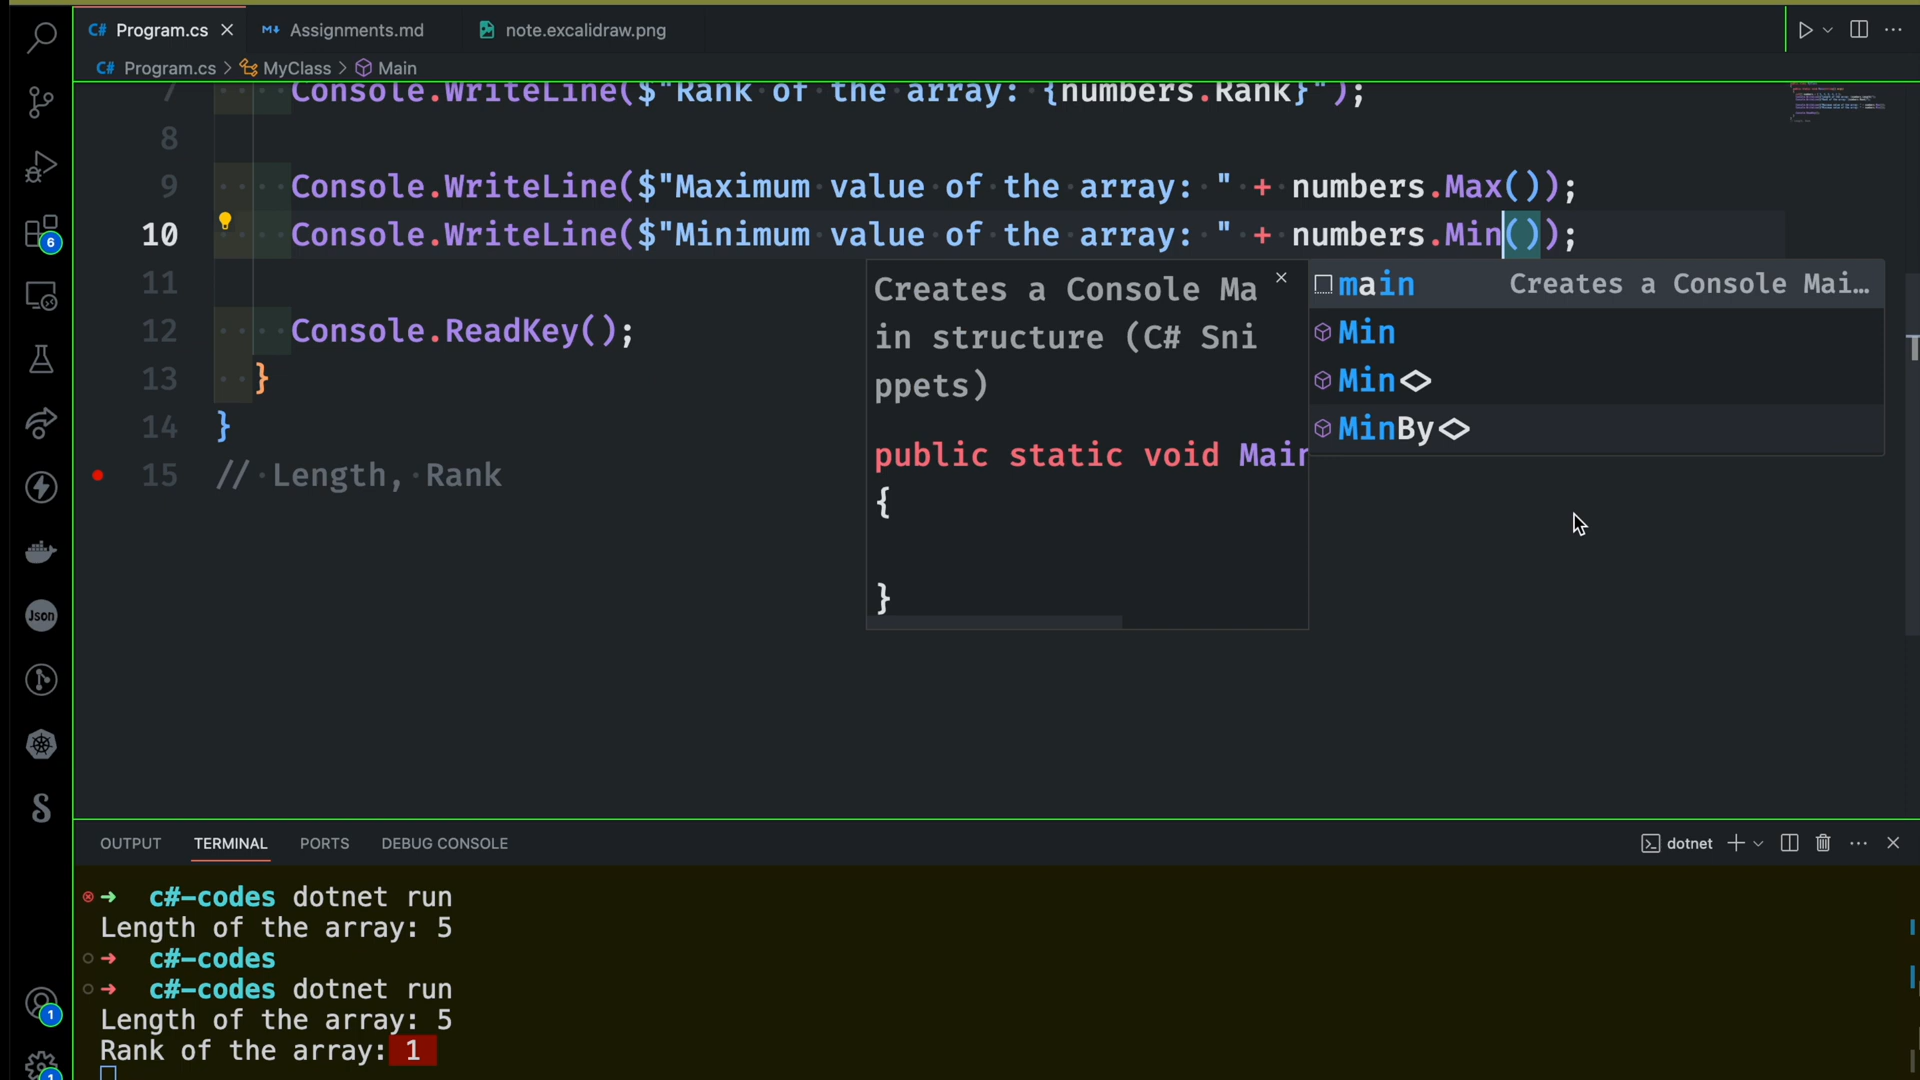 Program.cs
Assignments.md
note.excalidraw.png
C# Program.cs > MyClass > Main
7 Console.WriteLine($"Rank of the array: {numbers.Rank}");
8
9 Console.WriteLine($"Maximum value of the array: " + numbers.Max());
10 Console.WriteLine($"Minimum value of the array: " + numbers.Min());
11
12 Console.ReadKey();
13 }
14 }
15 // Length, Rank
Creates a Console Ma
in structure (C# Sni
ppets)
public static void Main
{
}
main Creates a Console Mai…
Min
Min<>
MinBy<>
6
Json
1
1
OUTPUT TERMINAL PORTS DEBUG CONSOLE
dotnet
c#-codes dotnet run
Length of the array: 5
c#-codes
c#-codes dotnet run
Length of the array: 5
Rank of the array: 1